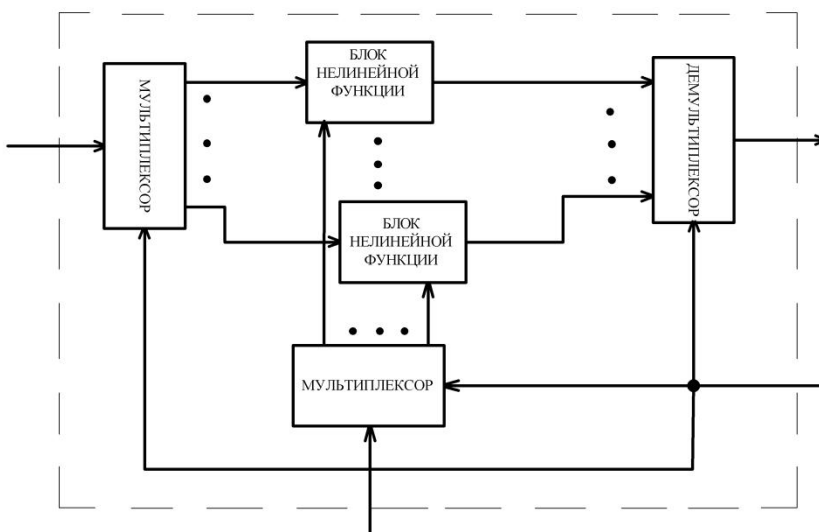 БЛОК
НЕЛИНЕЙНОЙ
ФУНКЦИИ
МУЛЬТИПЛЕКСОР
ДЕМУЛЬТИПЛЕКСОР
БЛОК
НЕЛИНЕЙНОЙ
ФУНКЦИИ
МУЛЬТИПЛЕКСОР